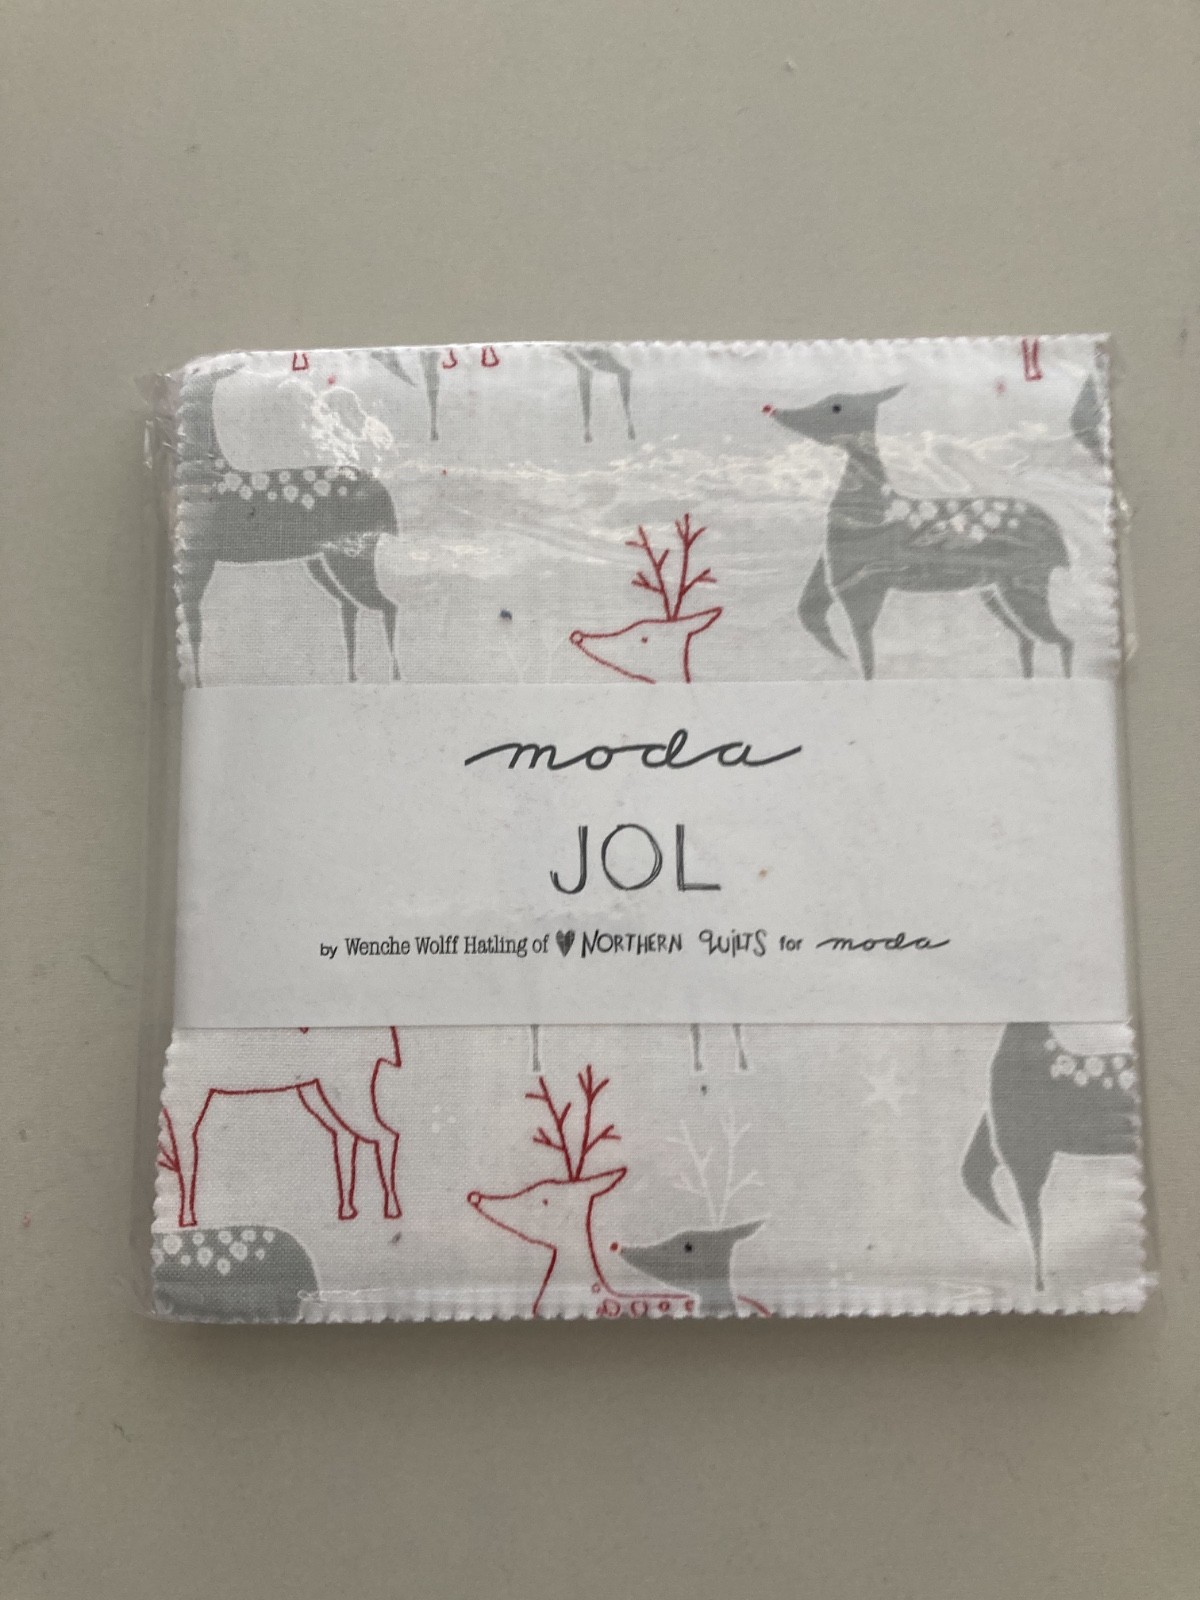 moda
JOL
by Wenche Wolff Hatling of NORTHERN QUiLTS for moda